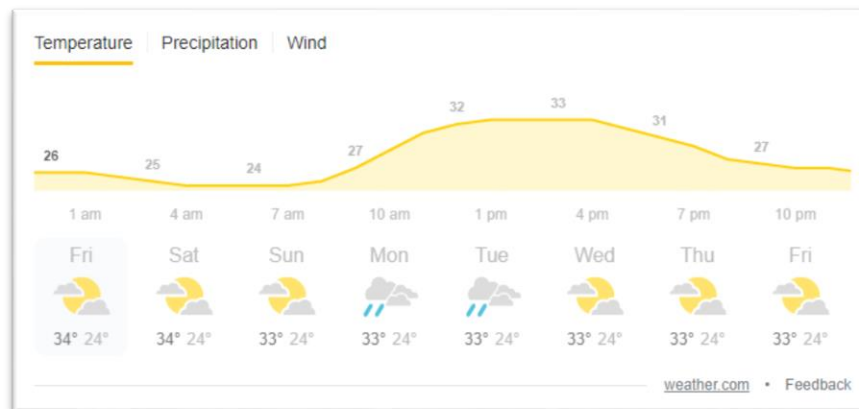 Temperature Precipitation Wind
32 33
31
27 27
26 25 24
1 am 4 am 7 am 10 am 1 pm 4 pm 7 pm 10 pm
Fri Sat Sun Mon Tue Wed Thu Fri
34° 24° 34° 24° 33° 24° 33° 24° 33° 24° 33° 24° 33° 24° 33° 24°
weather.com • Feedback